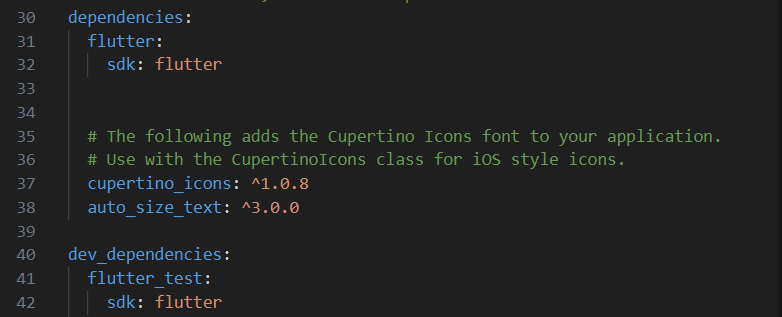 30 dependencies:
31   flutter:
32     sdk: flutter
33
34
35   # The following adds the Cupertino Icons font to your application.
36   # Use with the CupertinoIcons class for iOS style icons.
37   cupertino_icons: ^1.0.8
38   auto_size_text: ^3.0.0
39
40 dev_dependencies:
41   flutter_test:
42     sdk: flutter